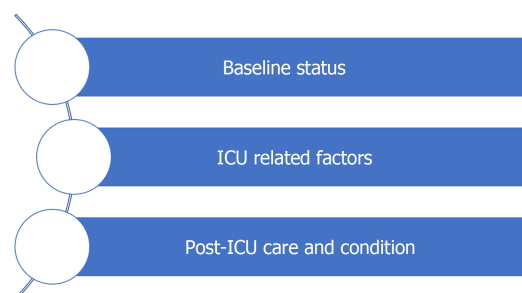 Baseline status
ICU related factors
Post-ICU care and condition